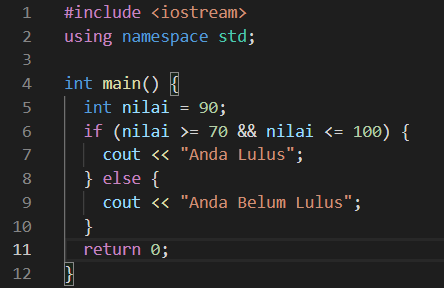 1 #include <iostream>
2 using namespace std;
3
4 int main() {
5   int nilai = 90;
6   if (nilai >= 70 && nilai <= 100) {
7     cout << "Anda Lulus";
8   } else {
9     cout << "Anda Belum Lulus";
10   }
11   return 0;
12 }